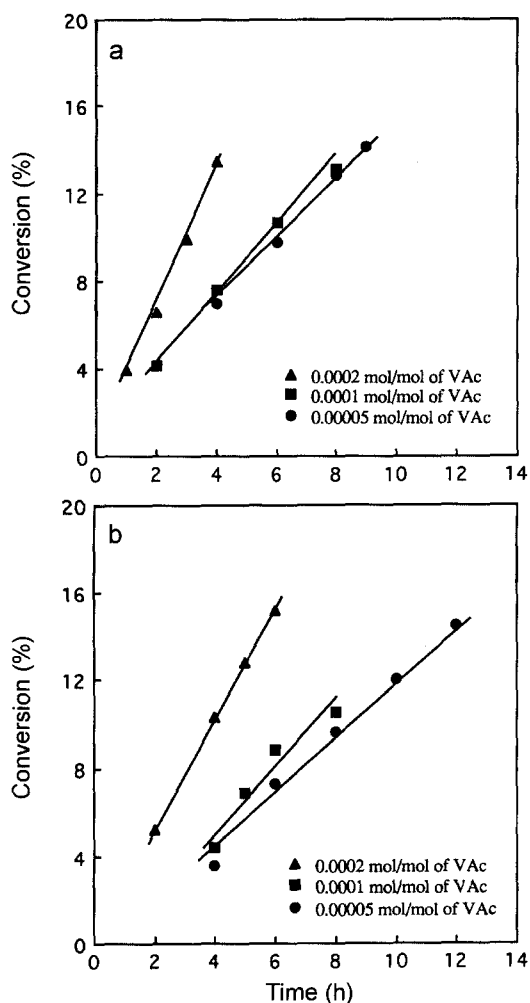 a
Conversion (%)
20
16
12
8
4
0
▲ 0.0002 mol/mol of VAc
■ 0.0001 mol/mol of VAc
● 0.00005 mol/mol of VAc
0 2 4 6 8 10 12 14
b
Conversion (%)
20
16
12
8
4
0
▲ 0.0002 mol/mol of VAc
■ 0.0001 mol/mol of VAc
● 0.00005 mol/mol of VAc
0 2 4 6 8 10 12 14
Time (h)